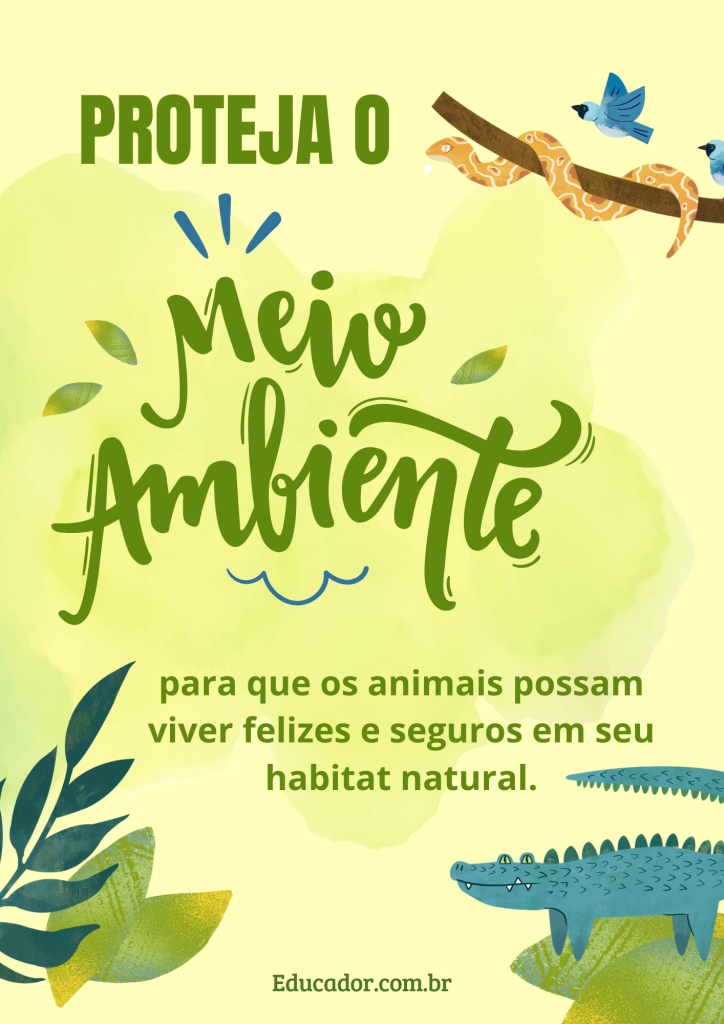 PROTEJA O
Meio
Ambiente
para que os animais possam
viver felizes e seguros em seu
habitat natural.
Educador.com.br